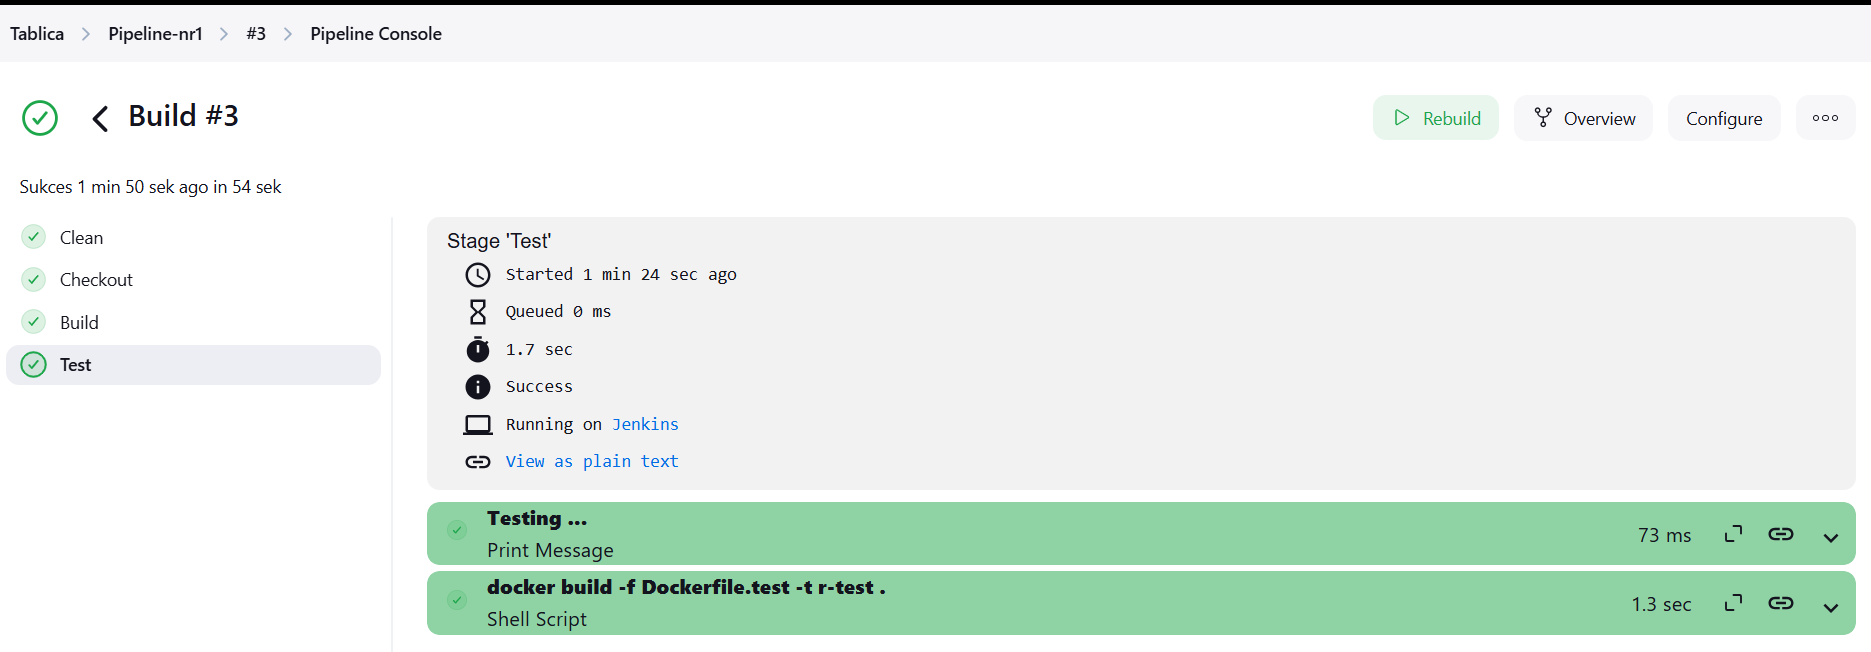 Tablica > Pipeline-nr1 > #3 > Pipeline Console
Build #3
Rebuild
Overview
Configure
Sukces 1 min 50 sek ago in 54 sek
Clean
Checkout
Build
Test
Stage 'Test'
Started 1 min 24 sec ago
Queued 0 ms
1.7 sec
Success
Running on Jenkins
View as plain text
Testing ...
Print Message
73 ms
docker build -f Dockerfile.test -t r-test .
Shell Script
1.3 sec